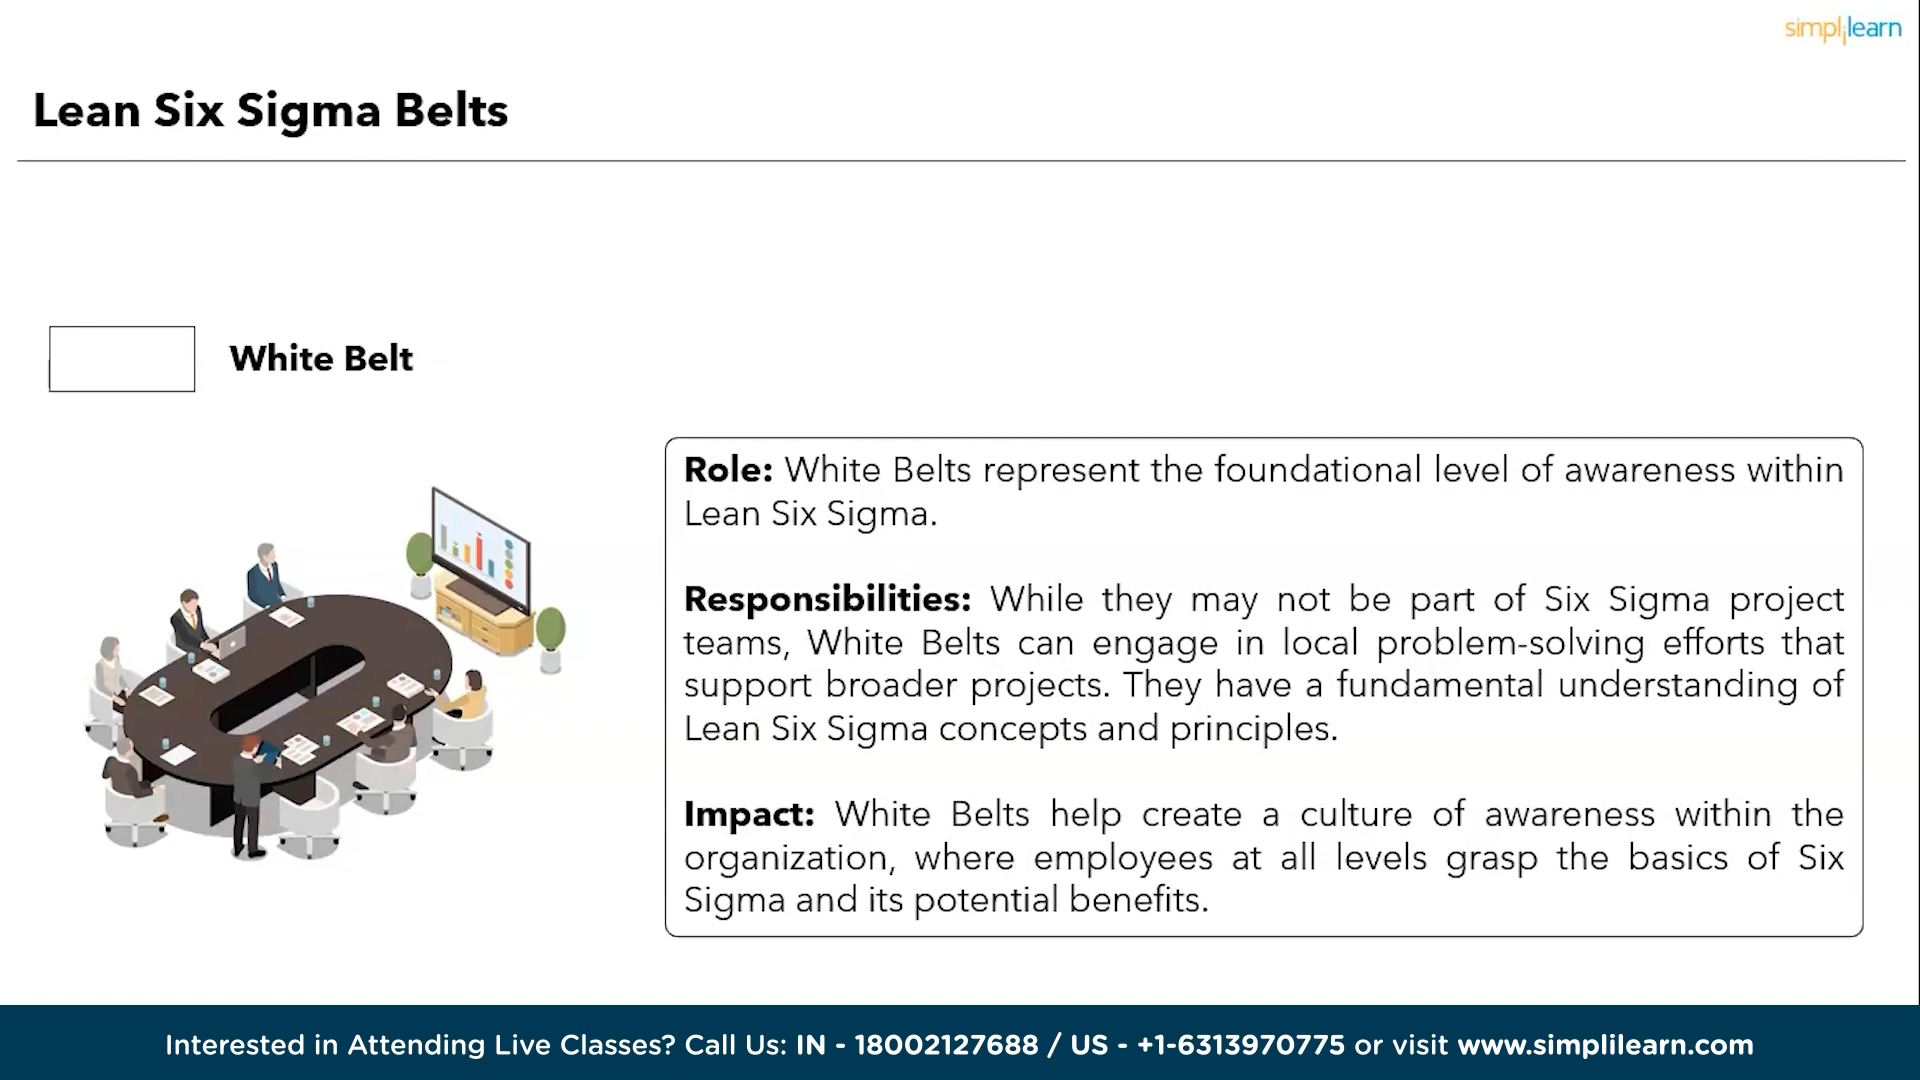 simplilearn
Lean Six Sigma Belts
White Belt
Role: White Belts represent the foundational level of awareness within
Lean Six Sigma.
Responsibilities: While they may not be part of Six Sigma project
teams, White Belts can engage in local problem-solving efforts that
support broader projects. They have a fundamental understanding of
Lean Six Sigma concepts and principles.
Impact: White Belts help create a culture of awareness within the
organization, where employees at all levels grasp the basics of Six
Sigma and its potential benefits.
Interested in Attending Live Classes? Call Us: IN - 18002127688 / US - +1-6313970775 or visit www.simplilearn.com